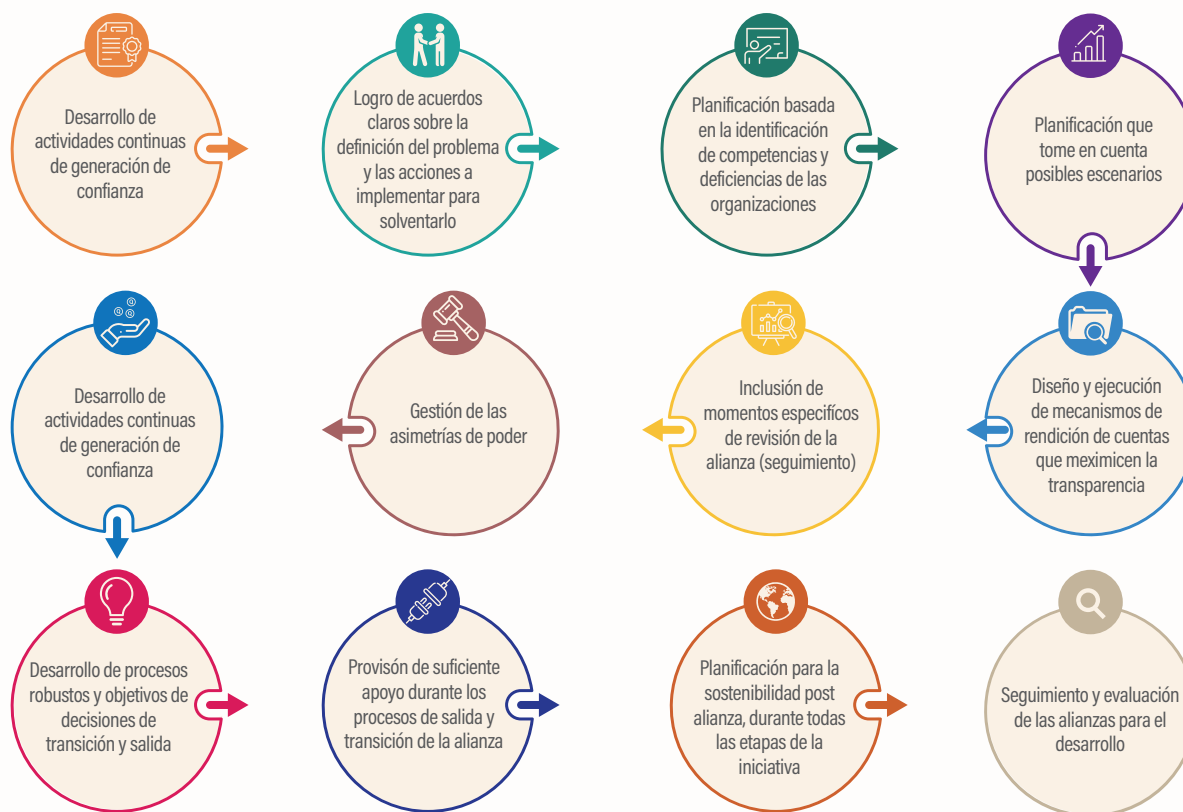 Desarrollo de
actividades continuas
de generación de
confianza
Logro de acuerdos
claros sobre la
definición del problema
y las acciones a
implementar para
solventarlo
Planificación basada
en la identificación
de competencias y
deficiencias de las
organizaciones
Planificación que
tome en cuenta
posibles escenarios
Diseño y ejecución
de mecanismos de
rendición de cuentas
que meximicen la
transparencia
Inclusión de
momentos específicos
de revisión de la
alianza (seguimiento)
Gestión de las
asimetrías de poder
Desarrollo de
actividades continuas
de generación de
confianza
Desarrollo de procesos
robustos y objetivos de
decisiones de
transición y salida
Provisón de suficiente
apoyo durante los
procesos de salida y
transición de la alianza
Planificación para la
sostenibilidad post
alianza, durante todas
las etapas de la
iniciativa
Seguimiento y evaluación
de las alianzas para el
desarrollo